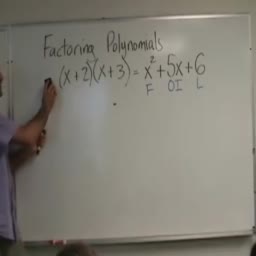 Factoring Polynomials
(x+2)(x+3) = x²+5x+6
F OI L